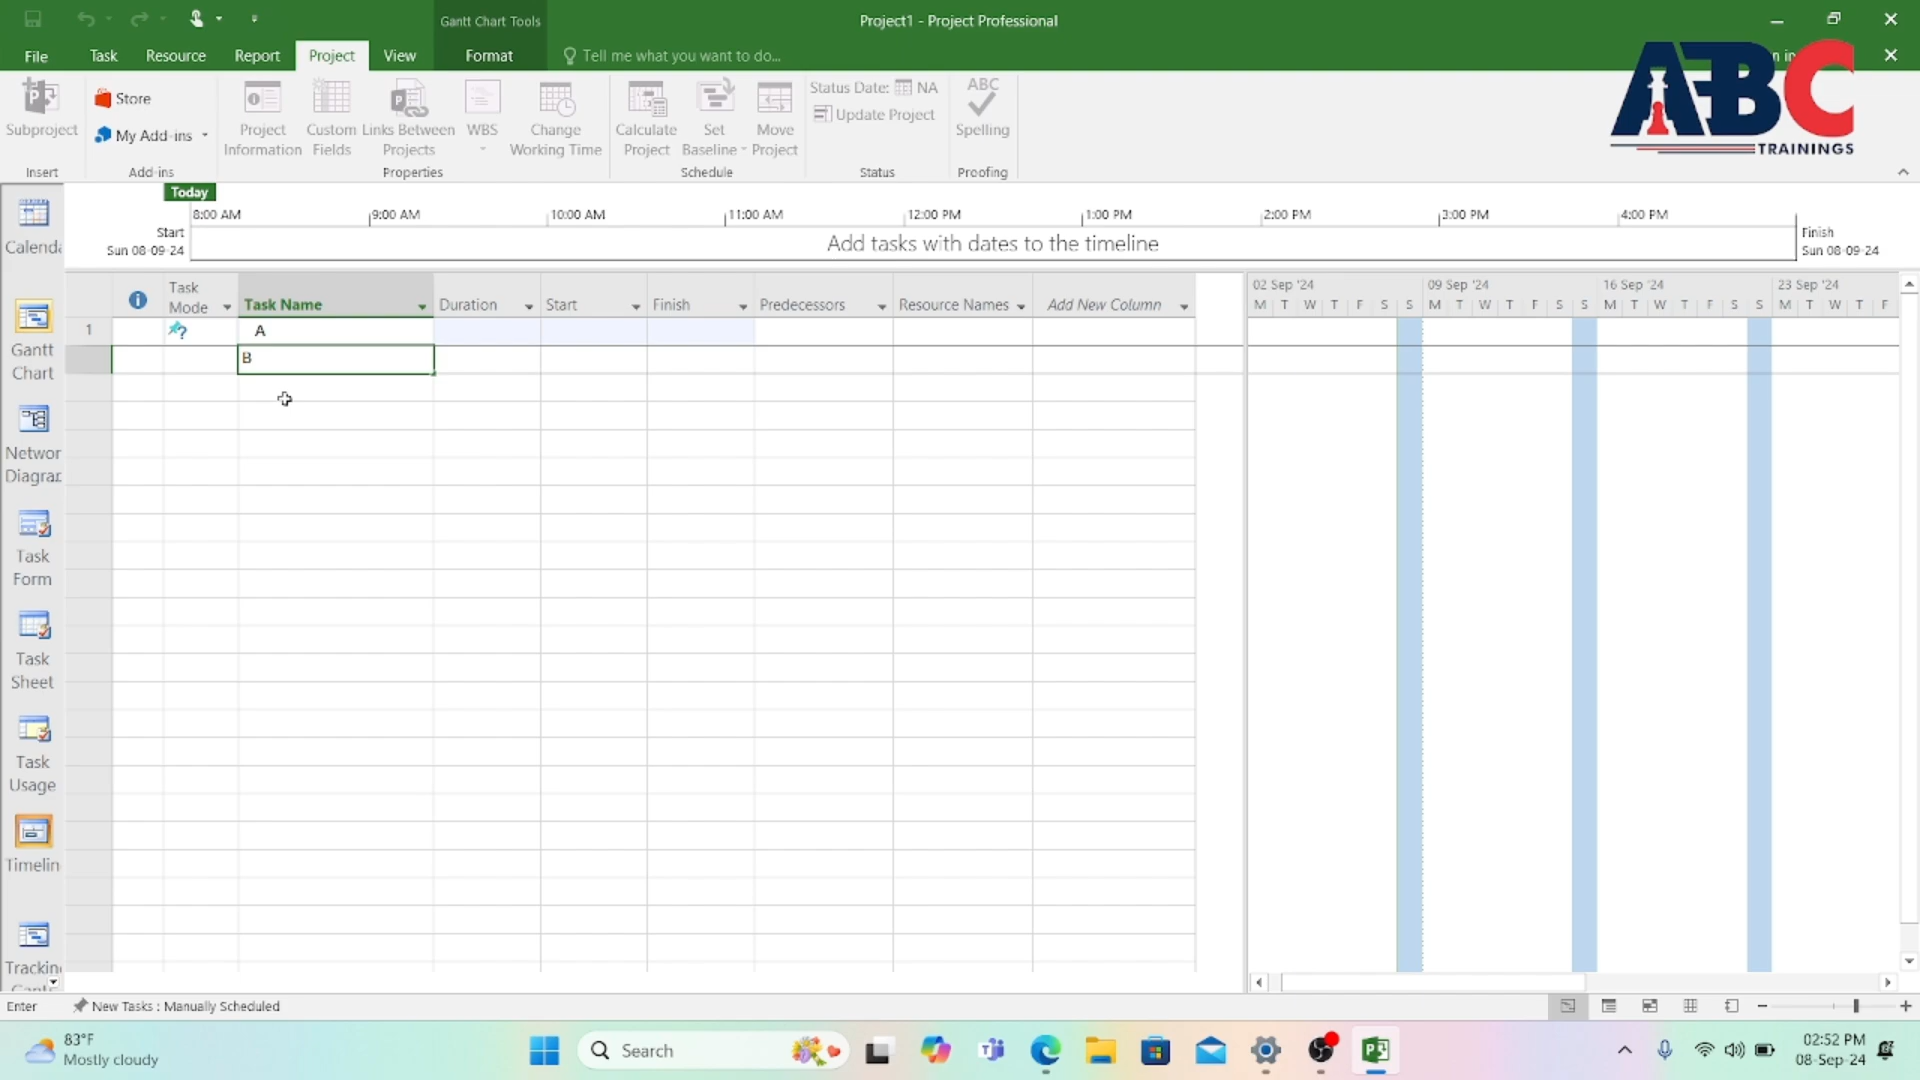 Gantt Chart Tools
Project1 - Project Professional
File Task Resource Report Project View Format Tell me what you want to do...
Store
My Add-ins
Subproject
Project Information
Custom Fields
Links Between Projects
WBS
Change Working Time
Calculate Project
Set Baseline
Move Project
Status Date: NA
Update Project
ABC
Spelling
Insert Add-ins Properties Schedule Status Proofing
ABC
TRAININGS
Today
8:00 AM 9:00 AM 10:00 AM 11:00 AM 12:00 PM 1:00 PM 2:00 PM 3:00 PM 4:00 PM
Start
Sun 08-09-24
Add tasks with dates to the timeline
Finish
Sun 08-09-24
Calenda
Gantt
Chart
Networ
Diagra
Task
Form
Task
Sheet
Task
Usage
Timelin
Trackin
Task Mode
Task Name
Duration
Start
Finish
Predecessors
Resource Names
Add New Column
02 Sep '24 09 Sep '24 16 Sep '24 23 Sep '24
M T W T F S S M T W T F S S M T W T F S S M T W T F
1 A
B
Enter New Tasks : Manually Scheduled
83°F
Mostly cloudy
Search
02:52 PM
08-Sep-24